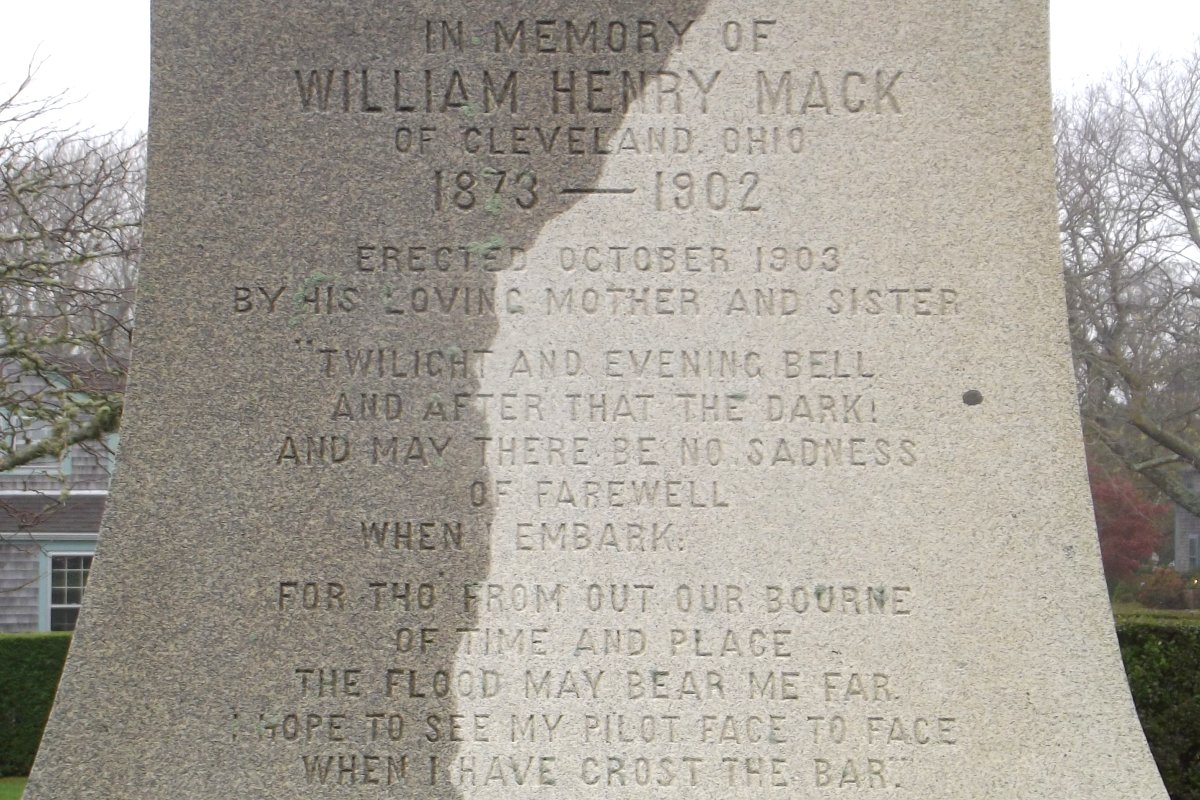 IN MEMORY OF
WILLIAM HENRY MACK
OF CLEVELAND, OHIO
1873 — 1902
ERECTED OCTOBER 1903
BY HIS LOVING MOTHER AND SISTER
"TWILIGHT AND EVENING BELL
AND AFTER THAT THE DARK!
AND MAY THERE BE NO SADNESS
OF FAREWELL
WHEN I EMBARK:
FOR THO' FROM OUT OUR BOURNE
OF TIME AND PLACE
THE FLOOD MAY BEAR ME FAR.
I HOPE TO SEE MY PILOT FACE TO FACE
WHEN I HAVE CROST THE BAR."